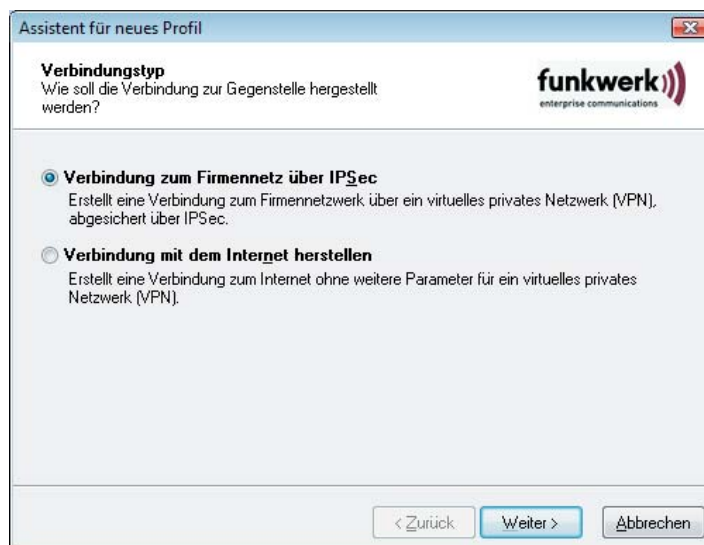 Assistent für neues Profil
Verbindungstyp
Wie soll die Verbindung zur Gegenstelle hergestellt
werden?
funkwerk
enterprise communications
Verbindung zum Firmennetz über IPSec
Erstellt eine Verbindung zum Firmennetzwerk über ein virtuelles privates Netzwerk (VPN),
abgesichert über IPSec.
Verbindung mit dem Internet herstellen
Erstellt eine Verbindung zum Internet ohne weitere Parameter für ein virtuelles privates
Netzwerk (VPN).
< Zurück
Weiter >
Abbrechen